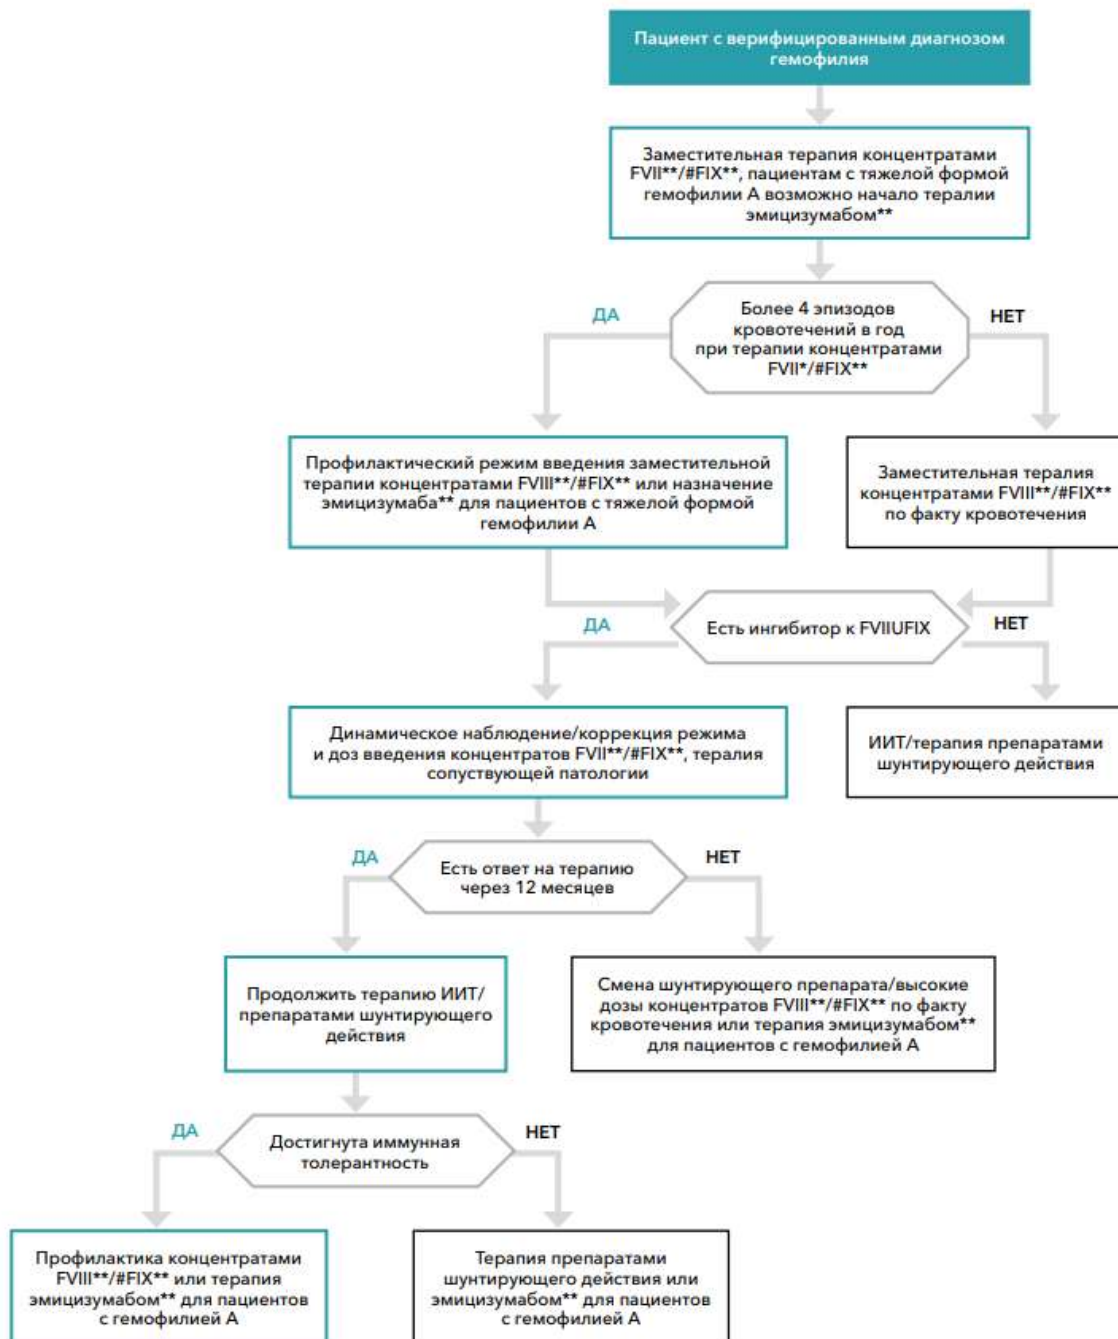 Пациент с верифицированным диагнозом
гемофилия
Заместительная терапия концентратами
FVII**/#FIX**, пациентам с тяжелой формой
гемофилии А возможно начало тералии
эмицизумабом**
ДА
Более 4 эпизодов
кровотечений в год
при терапии концентратами
FVII*/#FIX**
НЕТ
Профилактический режим введения заместительной
терапии концентратами FVIII**/#FIX** или назначение
эмицизумаба** для пациентов с тяжелой формой
гемофилии А
Заместительная тералия
концентратами FVIII**/#FIX**
по факту кровотечения
ДА
Есть ингибитор к FVIIUFIX
НЕТ
Динамическое наблюдение/коррекция режима
и доз введения концентратов FVII**/#FIX**, тералия
сопуствующей патологии
ИИТ/терапия препаратами
шунтирующего действия
ДА
Есть ответ на терапию
через 12 месяцев
НЕТ
Продолжить терапию ИИТ/
препаратами шунтирующего
действия
Смена шунтирующего препарата/высокие
дозы концентратов FVIII**/#FIX** по факту
кровотечения или терапия эмицизумабом**
для пациентов с гемофилией А
ДА
Достигнута иммунная
толерантность
НЕТ
Профилактика концентратами
FVIII**/#FIX** или терапия
эмицизумабом** для пациентов
с гемофилией А
Терапия препаратами
шунтирующего действия или
эмицизумабом** для пациентов
с гемофилией А